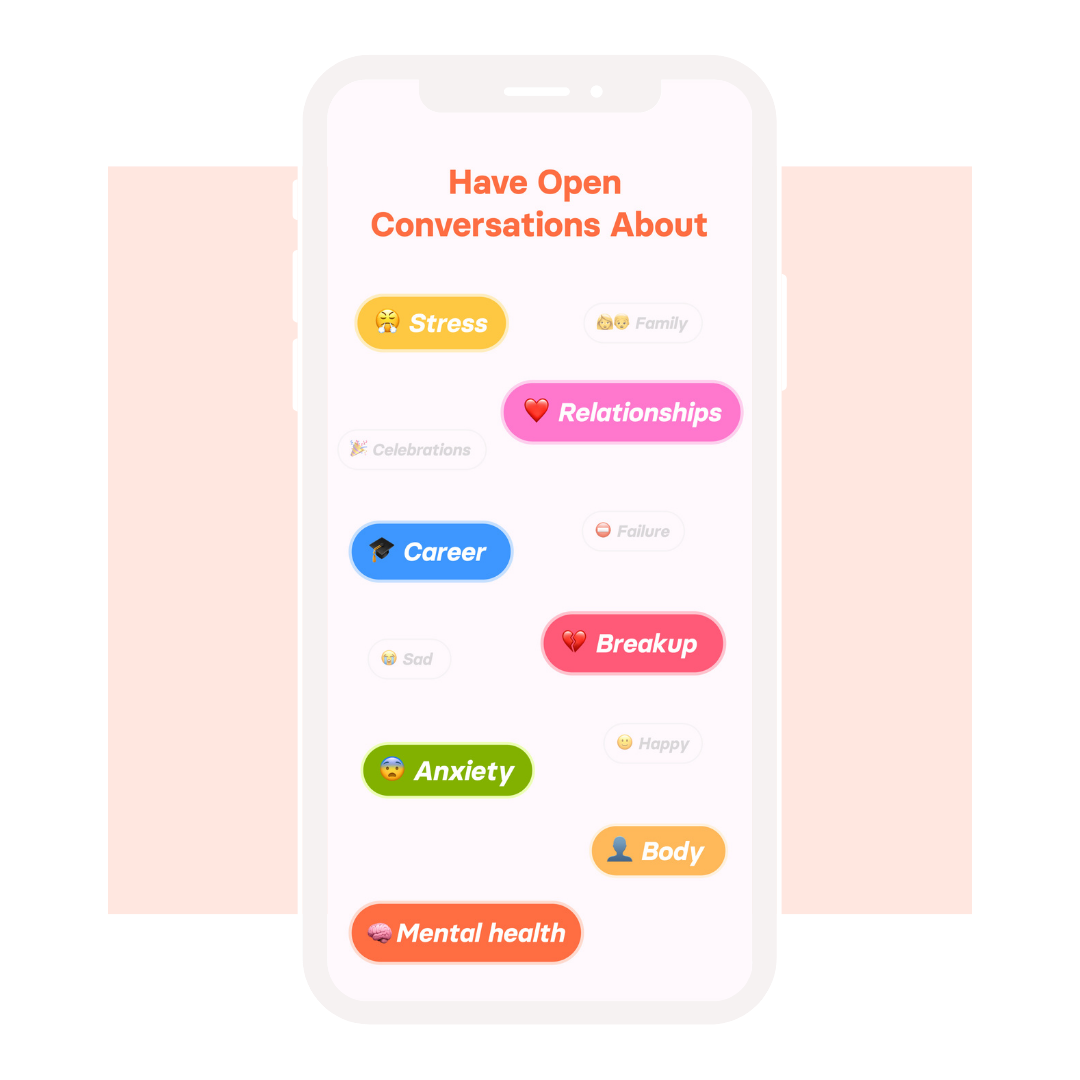 Have Open
Conversations About
Stress
Family
Relationships
Celebrations
Failure
Career
Breakup
Sad
Happy
Anxiety
Body
Mental health